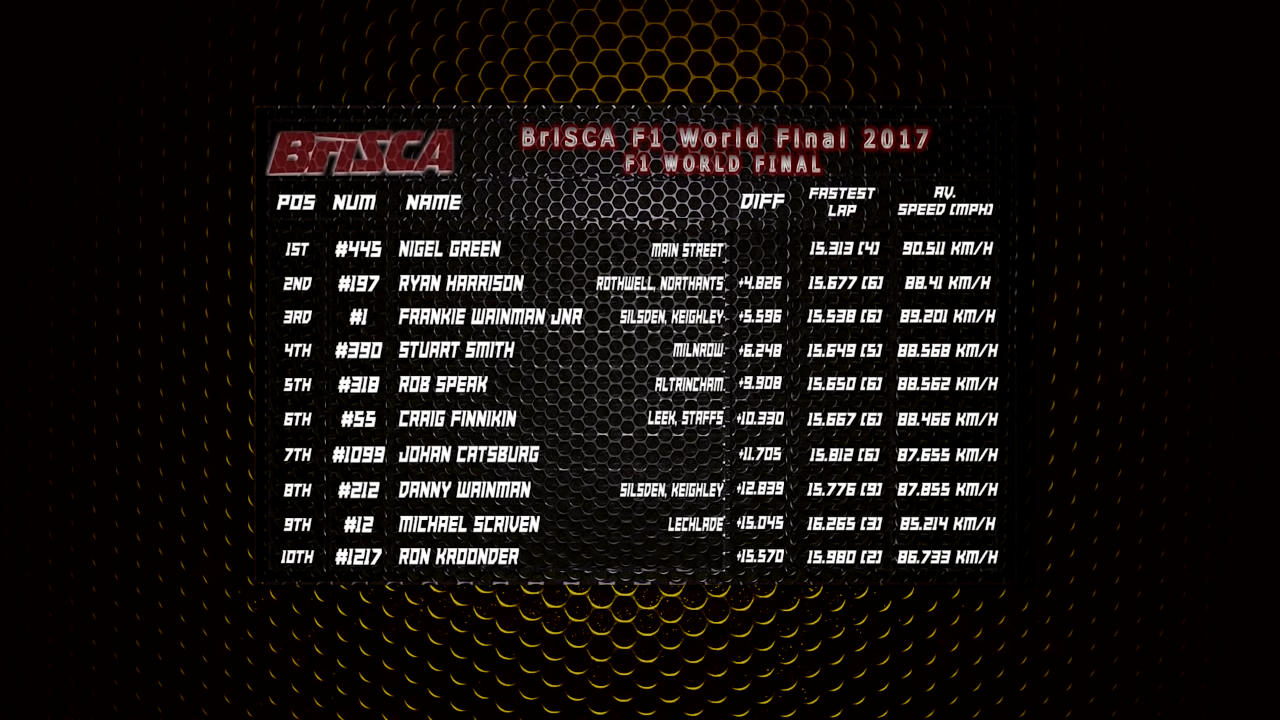 BriSCA
BriSCA F1 World Final 2017
F1 WORLD FINAL
POS NUM NAME DIFF FASTEST LAP AV. SPEED (MPH)
1ST #445 NIGEL GREEN MAIN STREET 15.313 (4) 90.511 KM/H
2ND #197 RYAN HARRISON ROTHWELL, NORTHANTS +4.826 15.677 (6) 88.41 KM/H
3RD #1 FRANKIE WAINMAN JNR SILSDEN, KEIGHLEY +5.596 15.538 (6) 89.201 KM/H
4TH #390 STUART SMITH MILNROW +6.248 15.649 (5) 88.568 KM/H
5TH #318 ROB SPEAK ALTRINCHAM +9.908 15.650 (6) 88.562 KM/H
6TH #55 CRAIG FINNIKIN LEEK, STAFFS +10.330 15.667 (6) 88.466 KM/H
7TH #1099 JOHAN CATSBURG +11.705 15.812 (6) 87.655 KM/H
8TH #212 DANNY WAINMAN SILSDEN, KEIGHLEY +12.839 15.776 (9) 87.855 KM/H
9TH #12 MICHAEL SCRIVEN LECHLADE +15.045 16.265 (3) 85.214 KM/H
10TH #1217 RON KROONDER +15.570 15.980 (2) 86.733 KM/H